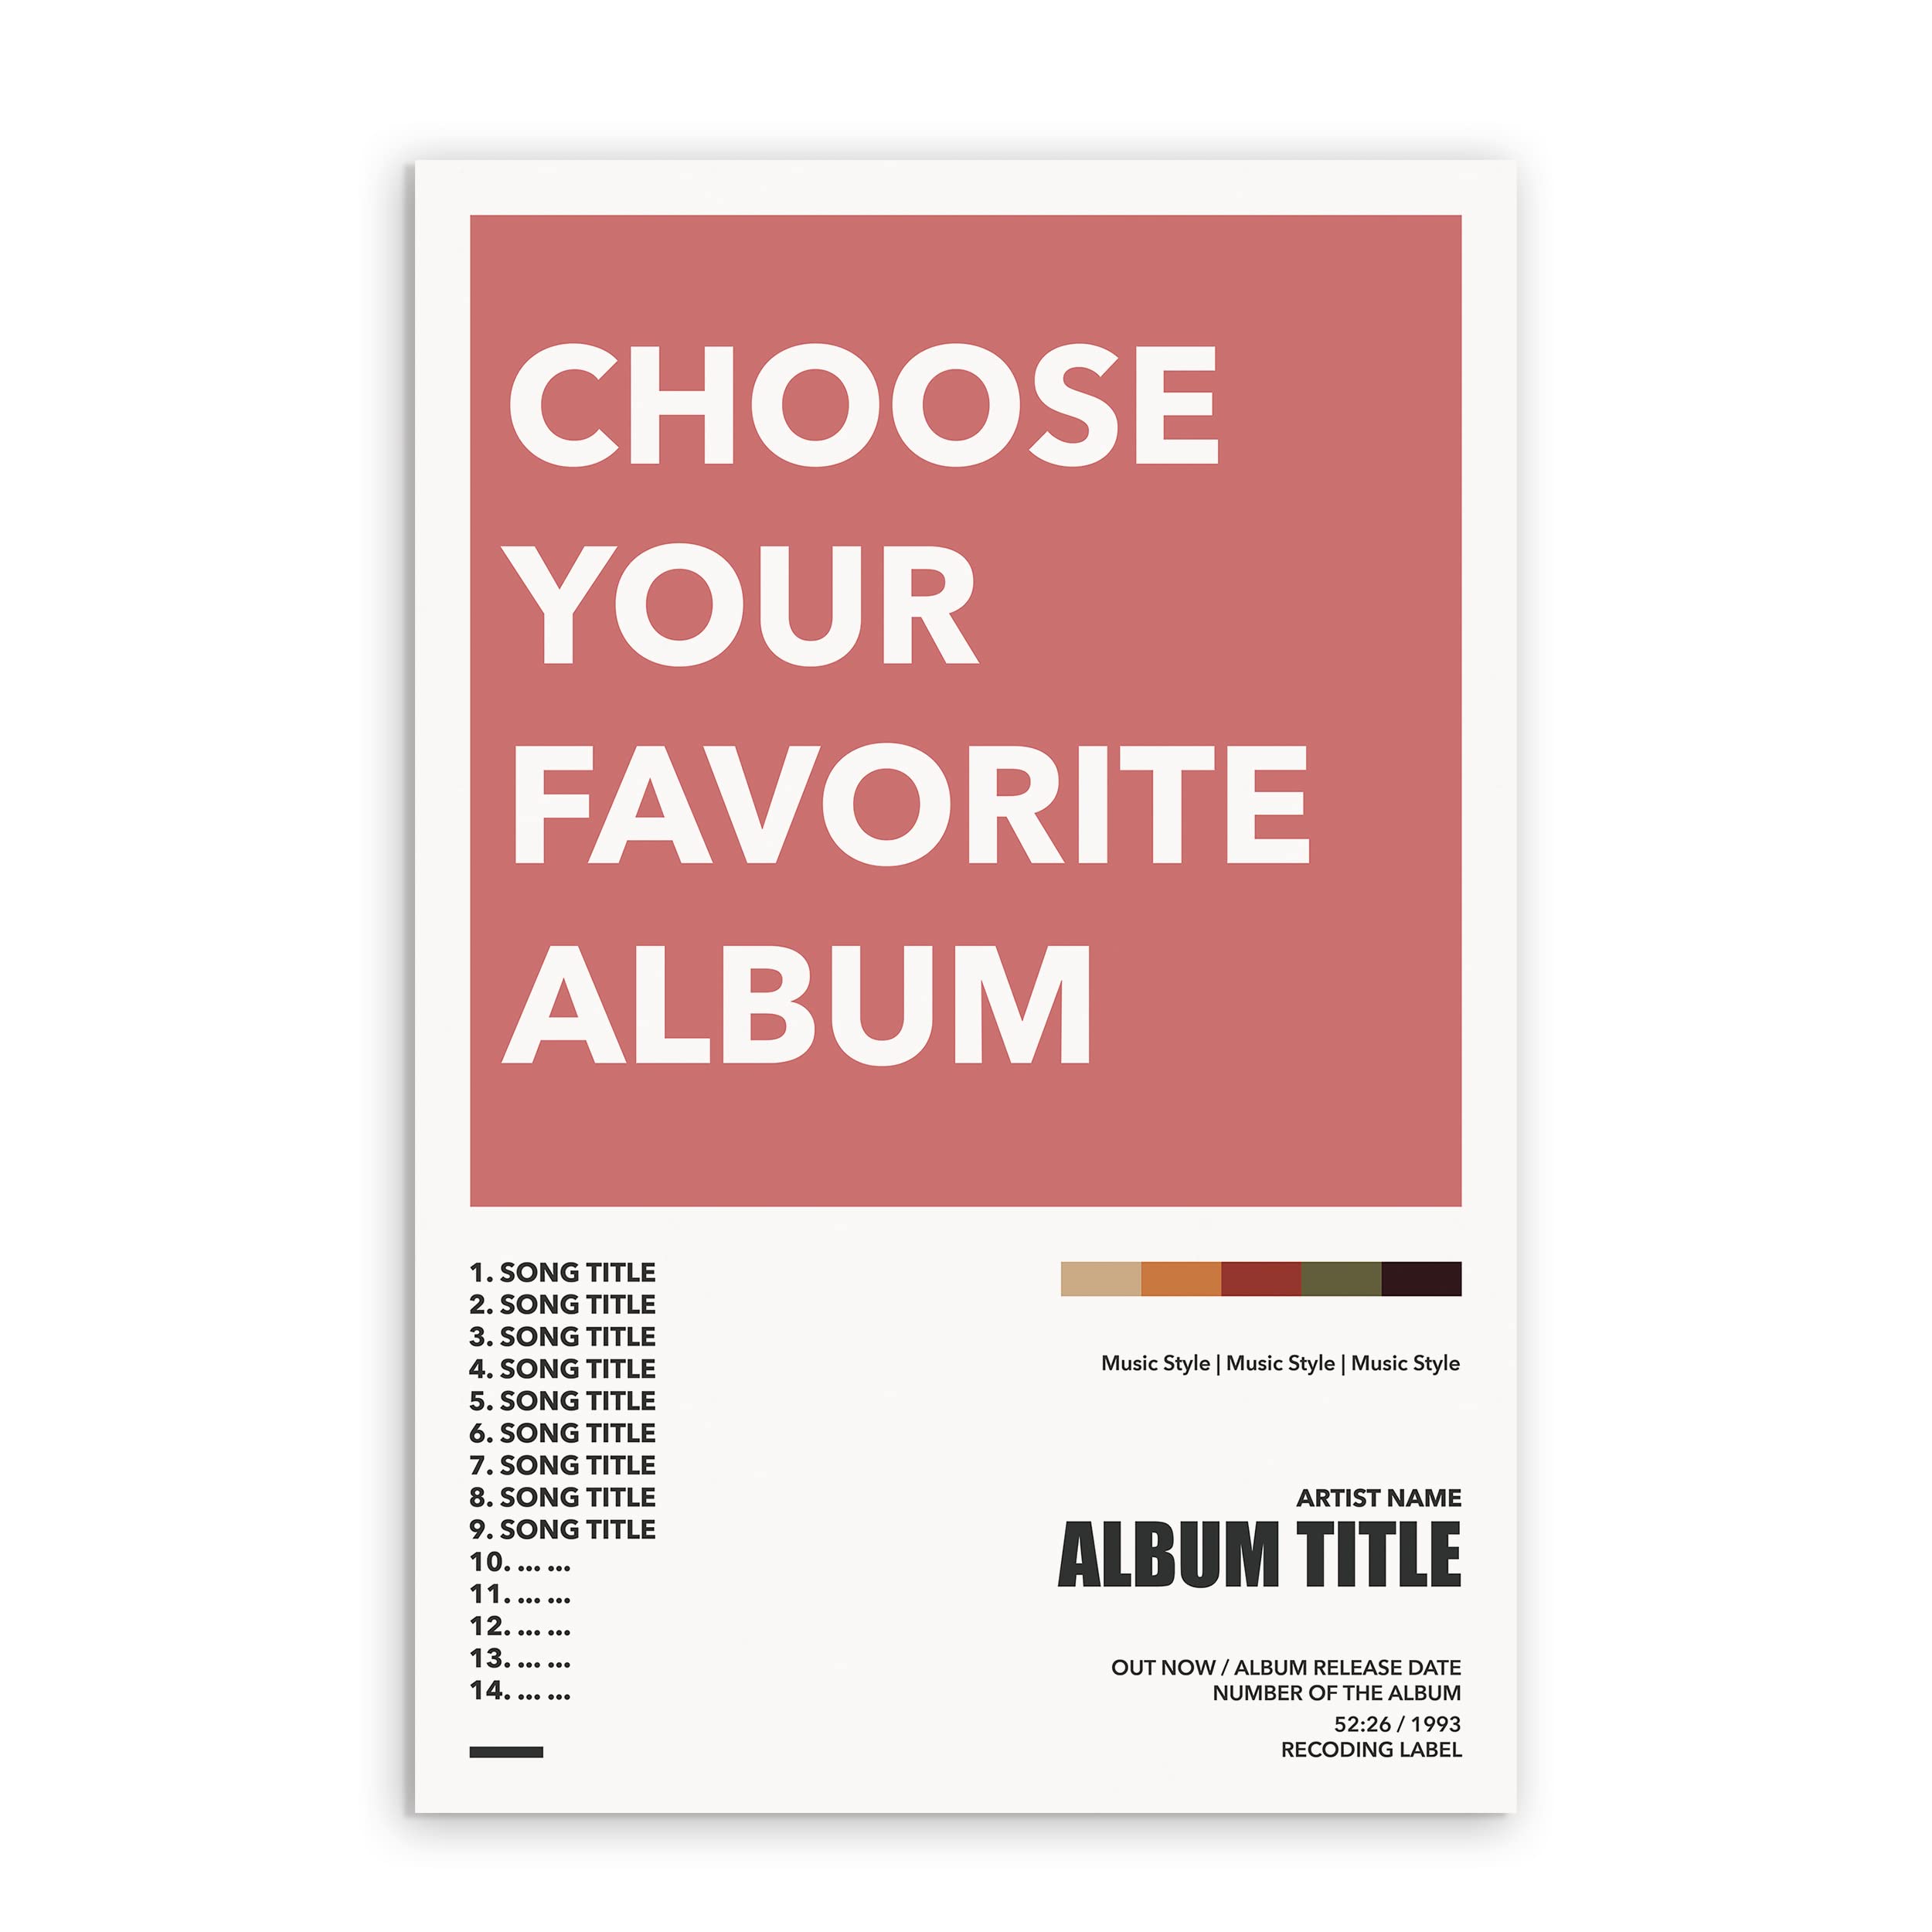 CHOOSE
YOUR
FAVORITE
ALBUM
1. SONG TITLE
2. SONG TITLE
3. SONG TITLE
4. SONG TITLE
5. SONG TITLE
6. SONG TITLE
7. SONG TITLE
8. SONG TITLE
9. SONG TITLE
10. ... ...
11. ... ...
12. ... ...
13. ... ...
14. ... ...
Music Style | Music Style | Music Style
ARTIST NAME
ALBUM TITLE
OUT NOW / ALBUM RELEASE DATE
NUMBER OF THE ALBUM
52:26 / 1993
RECODING LABEL